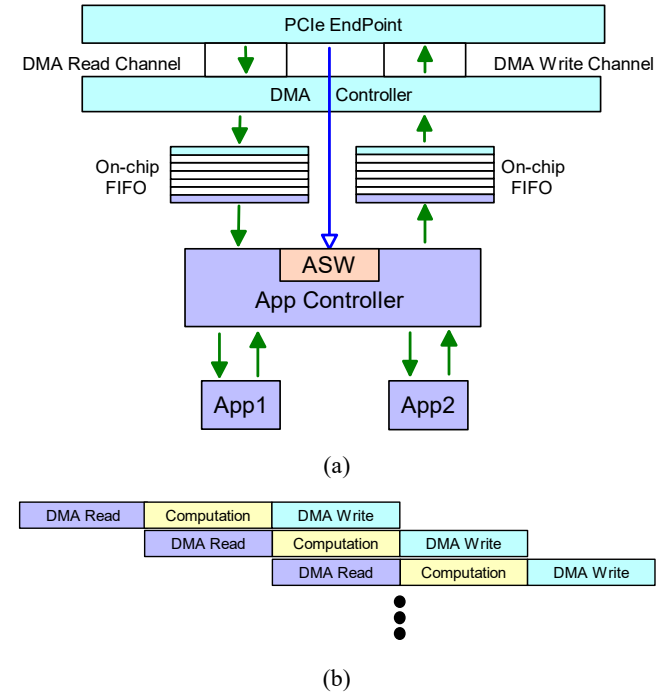 PCIe EndPoint
DMA Read Channel
DMA Write Channel
DMA Controller
On-chip
FIFO
On-chip
FIFO
ASW
App Controller
App1
App2
(a)
DMA Read Computation DMA Write
DMA Read Computation DMA Write
DMA Read Computation DMA Write
(b)